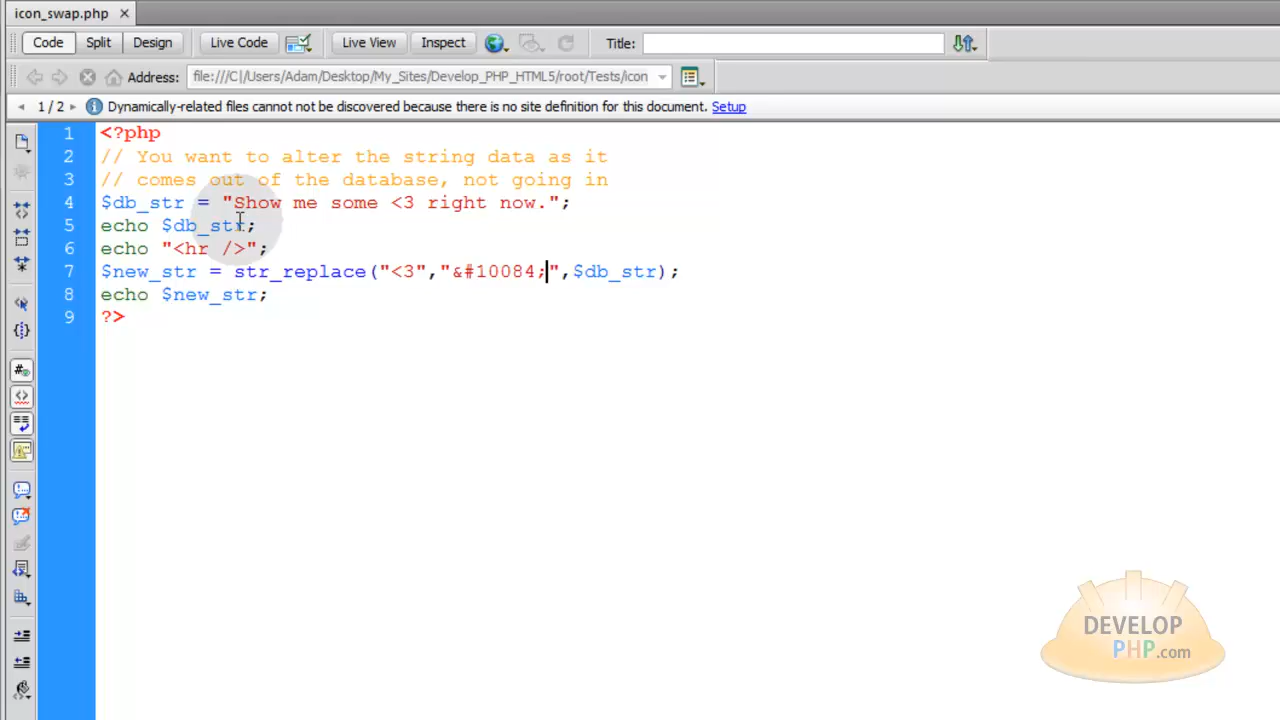 icon_swap.php ×
Code Split Design Live Code Live View Inspect Title:
Address: file:///C|/Users/Adam/Desktop/My_Sites/Develop_PHP_HTML5/root/Tests/icon
1 / 2 Dynamically-related files cannot be discovered because there is no site definition for this document. Setup
1 <?php
2 // You want to alter the string data as it
3 // comes out of the database, not going in
4 $db_str = "Show me some <3 right now.";
5 echo $db_str;
6 echo "<hr />";
7 $new_str = str_replace("<3","&#10084;",$db_str);
8 echo $new_str;
9 ?>
DEVELOP
PHP.com